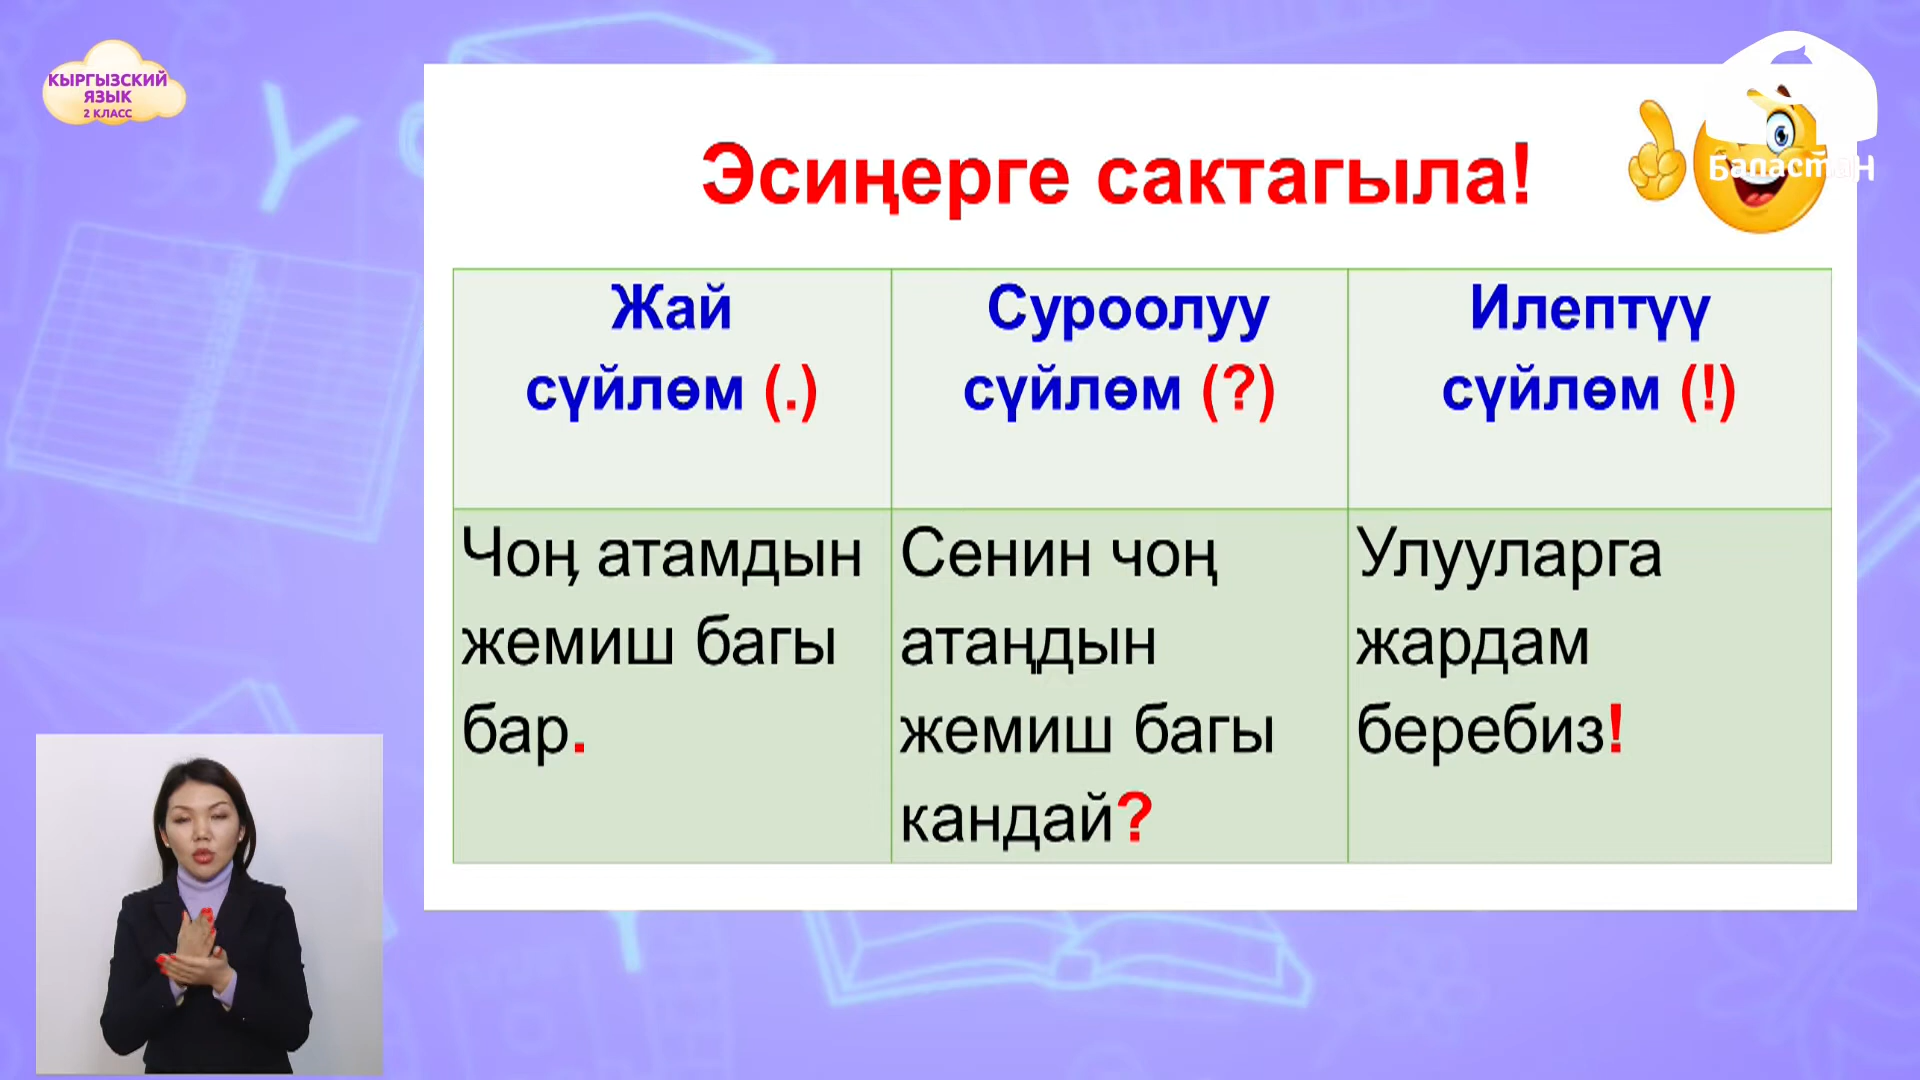 КЫРГЫЗСКИЙ
ЯЗЫК
2 КЛАСС
Баластан
Эсиңерге сактагыла!
Жай
сүйлөм (.)
Суроолуу
сүйлөм (?)
Илептүү
сүйлөм (!)
Чоң атамдын
жемиш багы
бар.
Сенин чоң
атаңдын
жемиш багы
кандай?
Улууларга
жардам
беребиз!